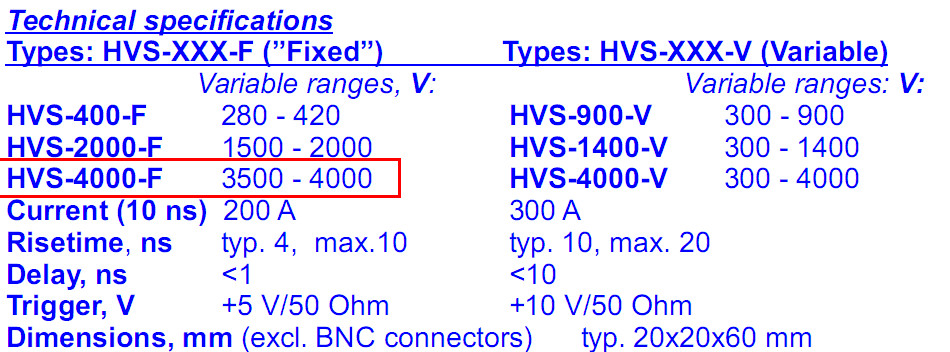 Technical specifications
Types: HVS-XXX-F (”Fixed”) Types: HVS-XXX-V (Variable)
Variable ranges, V: Variable ranges: V:
HVS-400-F 280 - 420 HVS-900-V 300 - 900
HVS-2000-F 1500 - 2000 HVS-1400-V 300 - 1400
HVS-4000-F 3500 - 4000 HVS-4000-V 300 - 4000
Current (10 ns) 200 A 300 A
Risetime, ns typ. 4, max.10 typ. 10, max. 20
Delay, ns <1 <10
Trigger, V +5 V/50 Ohm +10 V/50 Ohm
Dimensions, mm (excl. BNC connectors) typ. 20x20x60 mm